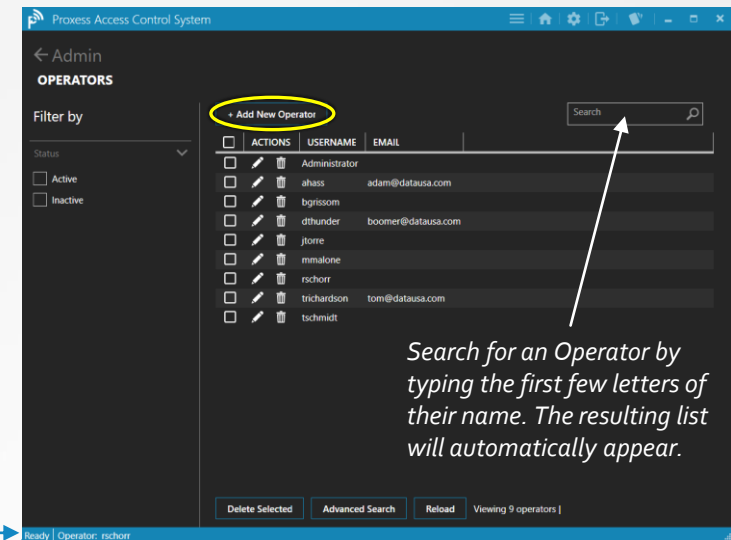 Proxess Access Control System
Admin
OPERATORS
Filter by
Status
Active
Inactive
+ Add New Operator
Search
ACTIONS USERNAME EMAIL
Administrator
ahass adam@datausa.com
bgrissom
dthunder boomer@datausa.com
jtorre
mmalone
rschorr
trichardson tom@datausa.com
tschmidt
Search for an Operator by
typing the first few letters of
their name. The resulting list
will automatically appear.
Delete Selected Advanced Search Reload Viewing 9 operators |
Ready Operator: rschorr